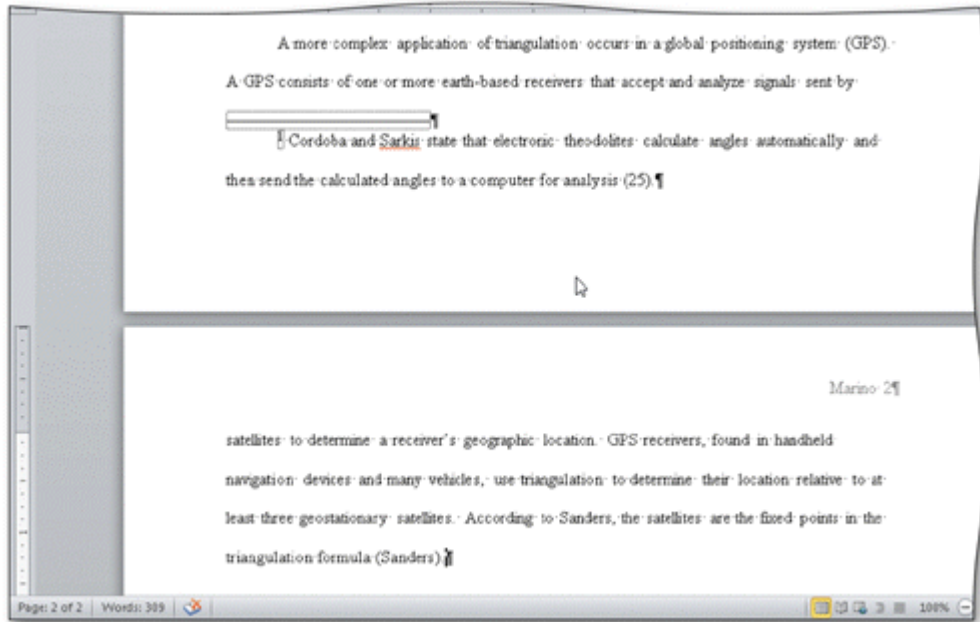 A more complex application of triangulation occurs in a global positioning system (GPS).
A GPS consists of one or more earth-based receivers that accept and analyze signals sent by
¶
1 Cordoba and Sarkis state that electronic theodolites calculate angles automatically and
then send the calculated angles to a computer for analysis (25).¶
Marino 2¶
satellites to determine a receiver's geographic location. GPS receivers, found in handheld
navigation devices and many vehicles, use triangulation to determine their location relative to at
least three geostationary satellites. According to Sanders, the satellites are the fixed points in the
triangulation formula (Sanders).¶
Page: 2 of 2 Words: 309 100%